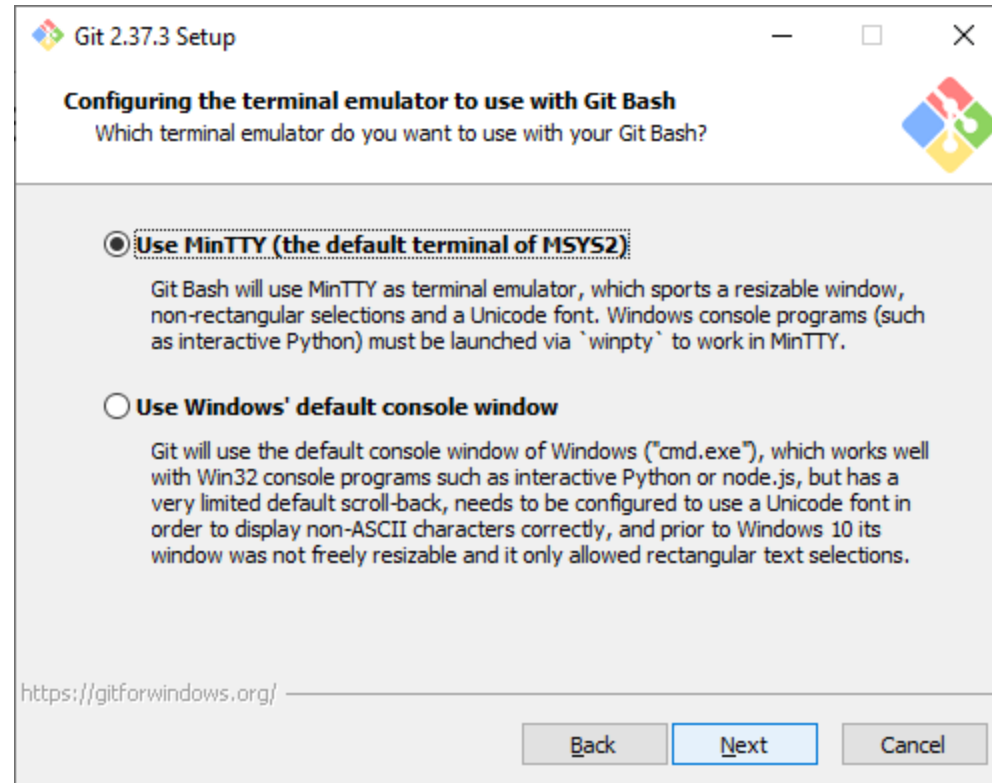 Git 2.37.3 Setup
Configuring the terminal emulator to use with Git Bash
Which terminal emulator do you want to use with your Git Bash?
Use MinTTY (the default terminal of MSYS2)
Git Bash will use MinTTY as terminal emulator, which sports a resizable window,
non-rectangular selections and a Unicode font. Windows console programs (such
as interactive Python) must be launched via `winpty` to work in MinTTY.
Use Windows' default console window
Git will use the default console window of Windows ("cmd.exe"), which works well
with Win32 console programs such as interactive Python or node.js, but has a
very limited default scroll-back, needs to be configured to use a Unicode font in
order to display non-ASCII characters correctly, and prior to Windows 10 its
window was not freely resizable and it only allowed rectangular text selections.
https://gitforwindows.org/
Back Next Cancel